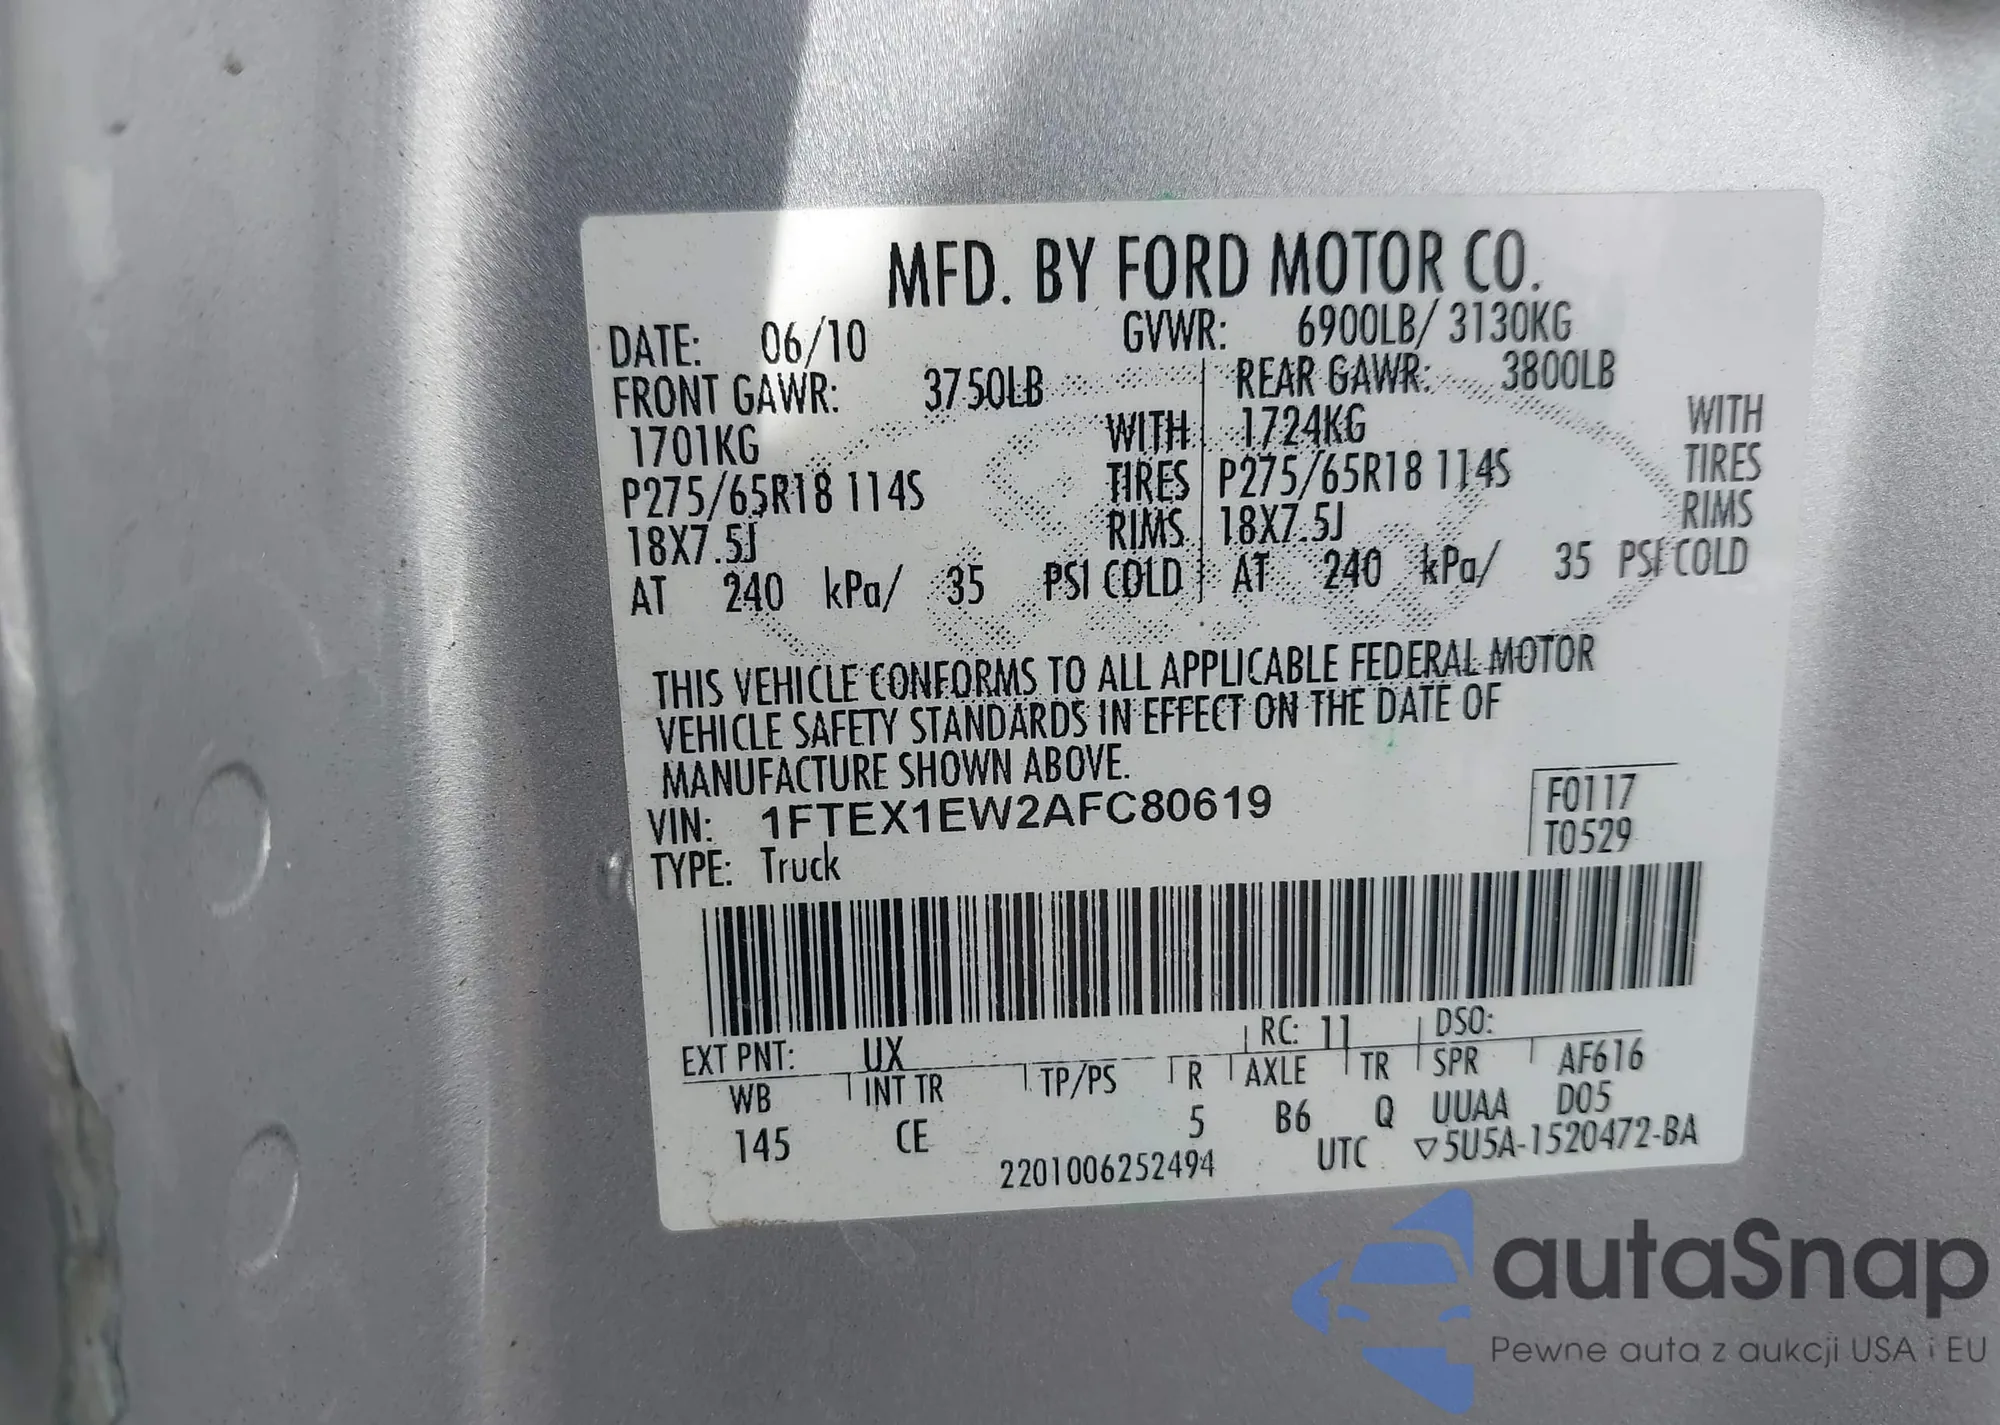 MFD. BY FORD MOTOR CO.
DATE: 06/10 GVWR: 6900LB/ 3130KG
FRONT GAWR: 3750LB REAR GAWR: 3800LB
1701KG WITH 1724KG WITH
P275/65R18 114S TIRES P275/65R18 114S TIRES
18X7.5J RIMS 18X7.5J RIMS
AT 240 kPa/ 35 PSI COLD AT 240 kPa/ 35 PSI COLD
THIS VEHICLE CONFORMS TO ALL APPLICABLE FEDERAL MOTOR
VEHICLE SAFETY STANDARDS IN EFFECT ON THE DATE OF
MANUFACTURE SHOWN ABOVE.
VIN: 1FTEX1EW2AFC80619 F0117
TYPE: Truck T0529
EXT PNT: UX RC: 11 DSO:
WB INT TR TP/PS R AXLE TR SPR AF616
145 CE 5 B6 Q UUAA D05
2201006252494 UTC ▽5U5A-1520472-BA
autaSnap
Pewne auta z aukcji USA i EU